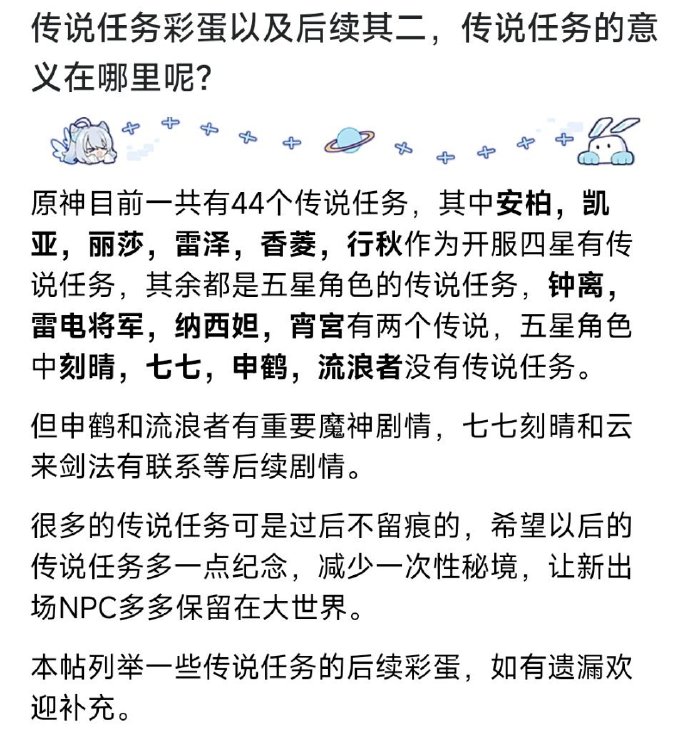 传说任务彩蛋以及后续其二，传说任务的意
义在哪里呢？
原神目前一共有44个传说任务，其中安柏，凯
亚，丽莎，雷泽，香菱，行秋作为开服四星有传
说任务，其余都是五星角色的传说任务，钟离，
雷电将军，纳西妲，宵宫有两个传说，五星角色
中刻晴，七七，申鹤，流浪者没有传说任务。
但申鹤和流浪者有重要魔神剧情，七七刻晴和云
来剑法有联系等后续剧情。
很多的传说任务可是过后不留痕的，希望以后的
传说任务多一点纪念，减少一次性秘境，让新出
场NPC多多保留在大世界。
本帖列举一些传说任务的后续彩蛋，如有遗漏欢
迎补充。